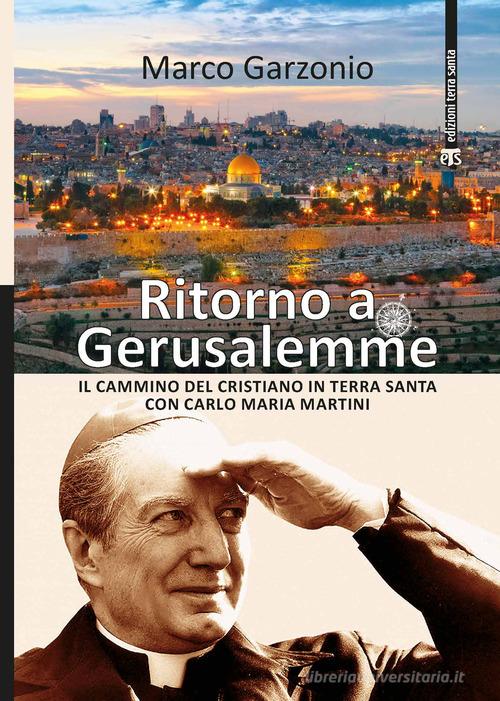 Marco Garzonio
edizioni terra santa
ETS
Ritorno a
Gerusalemme
IL CAMMINO DEL CRISTIANO IN TERRA SANTA
CON CARLO MARIA MARTINI
libreriauniversitaria.it